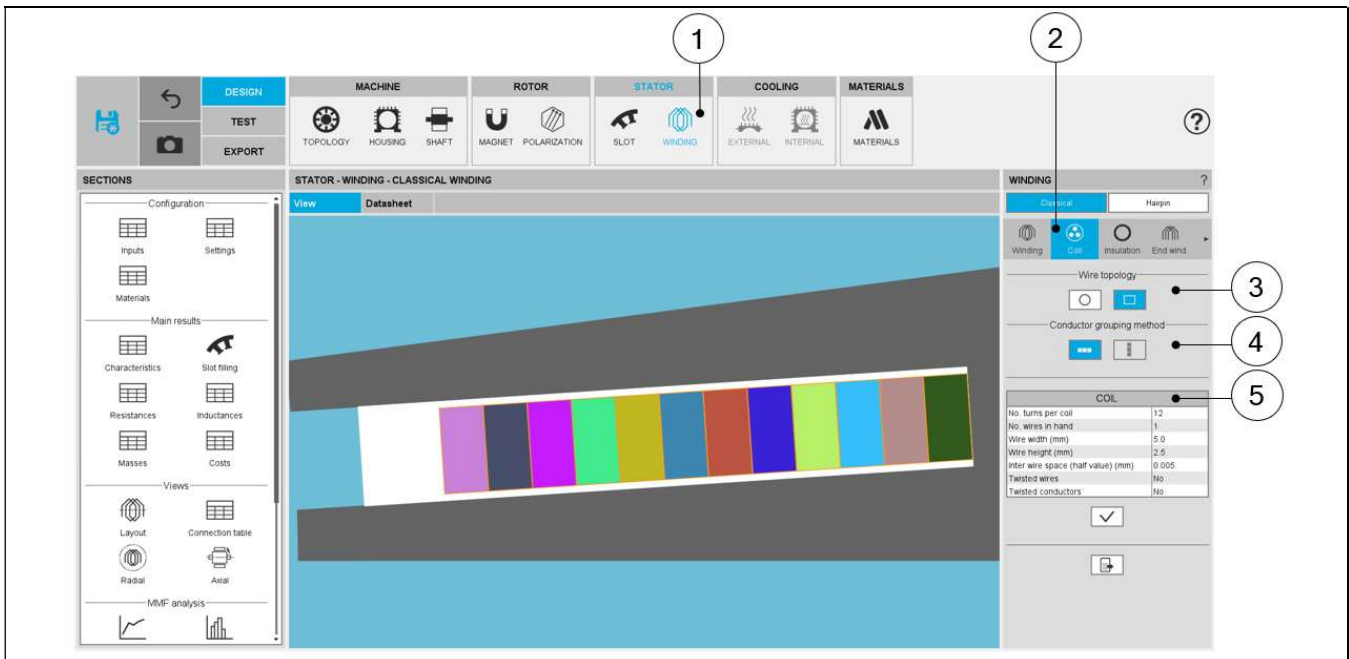 1
2
DESIGN
TEST
EXPORT
MACHINE
TOPOLOGY
HOUSING
SHAFT
ROTOR
MAGNET
POLARIZATION
STATOR
SLOT
WINDING
COOLING
EXTERNAL
INTERNAL
MATERIALS
MATERIALS
?
SECTIONS
Configuration
Inputs
Settings
Materials
Main results
Characteristics
Slot filling
Resistances
Inductances
Masses
Costs
Views
Layout
Connection table
Radial
Axial
MMF analysis
STATOR - WINDING - CLASSICAL WINDING
View
Datasheet
WINDING ?
Classical
Hairpin
Winding
Coil
Insulation
End wind.
Wire topology
3
Conductor grouping method
4
COIL
5
No. turns per coil 12
No. wires in hand 1
Wire width (mm) 5.0
Wire height (mm) 2.5
Inter wire space (half value) (mm) 0.005
Twisted wires No
Twisted conductors No